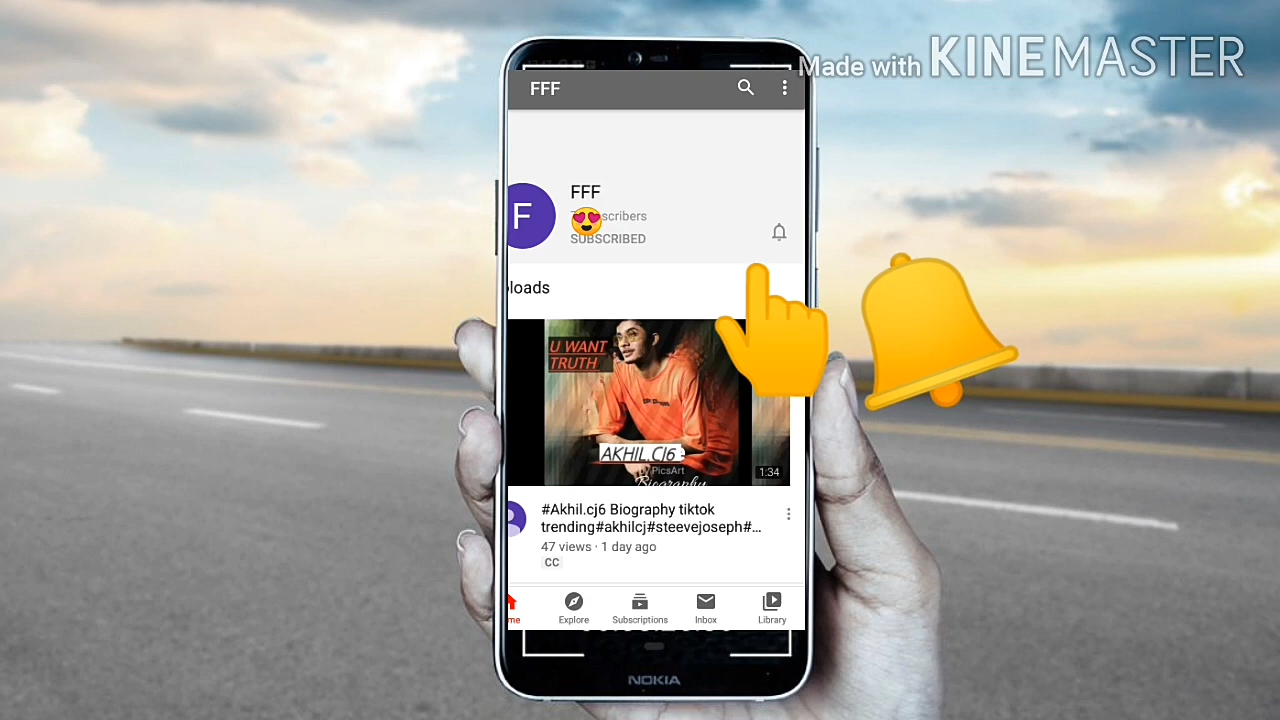 Made with KINEMASTER
FFF
F
FFF
scribers
SUBSCRIBED
loads
U WANT
TRUTH
AKHIL.CJ6
PicsArt
Biography
1:34
#Akhil.cj6 Biography tiktok
trending#akhilcj#steevejoseph#...
47 views · 1 day ago
CC
me
Explore
Subscriptions
Inbox
Library
NOKIA